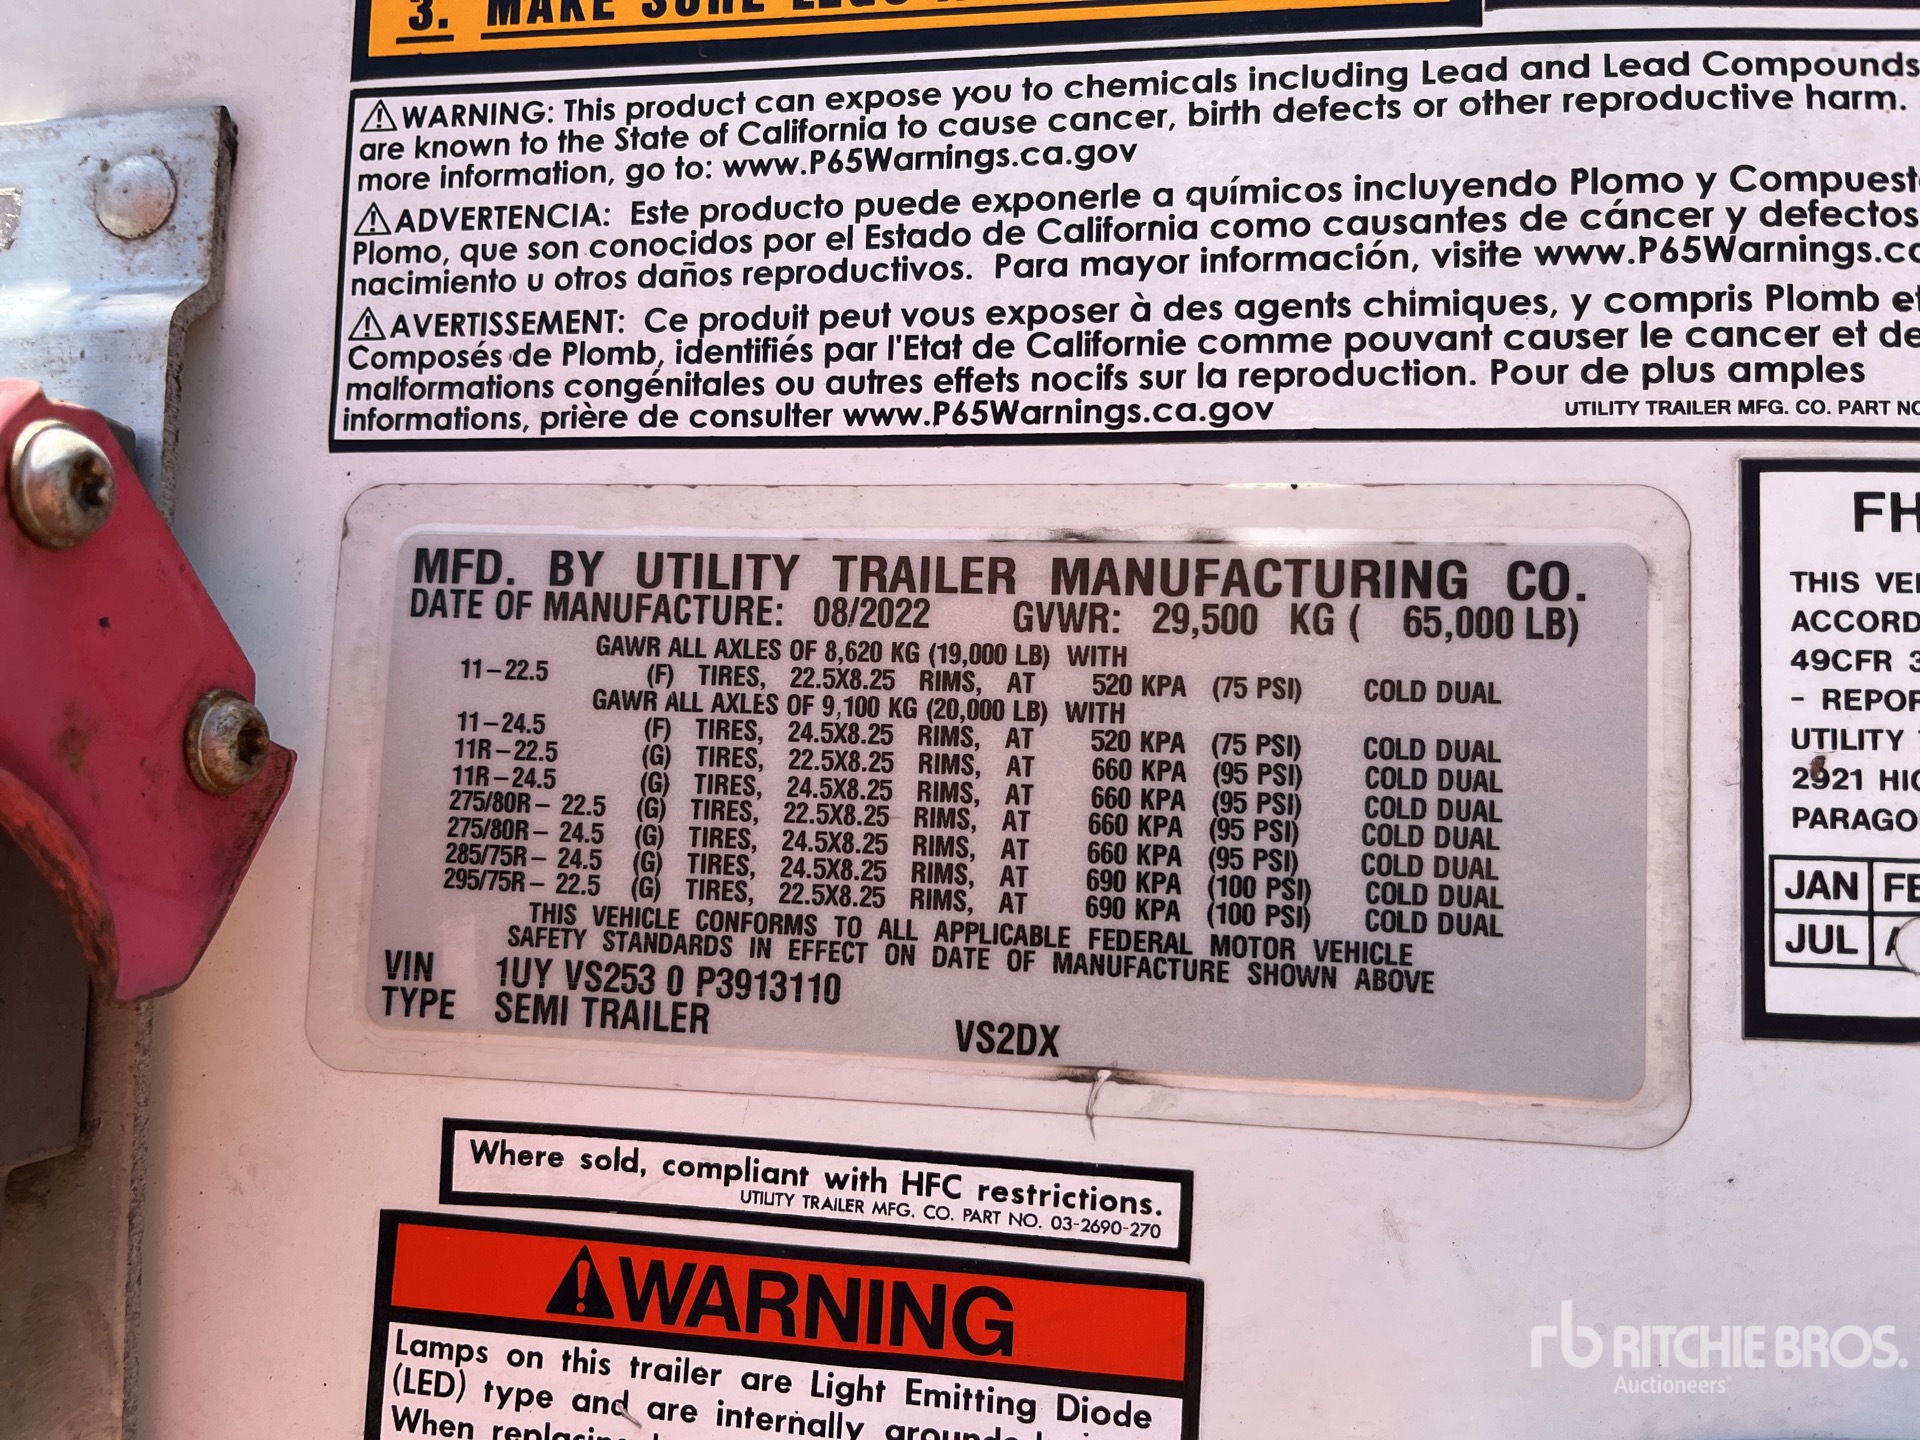 3. MAKE SURE
⚠WARNING: This product can expose you to chemicals including Lead and Lead Compounds
are known to the State of California to cause cancer, birth defects or other reproductive harm.
more information, go to: www.P65Warnings.ca.gov
⚠ADVERTENCIA: Este producto puede exponerle a químicos incluyendo Plomo y
Plomo, que son conocidos por el Estado de California como causantes de cáncer y defectos
nacimiento u otros daños reproductivos. Para mayor información, visite
⚠AVERTISSEMENT: Ce produit peut vous exposer à des agents chimiques, y compris Plomb et
Composés de Plomb, identifiés par l'Etat de Californie comme pouvant causer le cancer et de
malformations congénitales ou autres effets nocifs sur la reproduction. Pour de plus amples
informations, prière de consulter www.P65Warnings.ca.gov
UTILITY TRAILER MFG. CO. PART NO
MFD. BY UTILITY TRAILER MANUFACTURING CO.
DATE OF MANUFACTURE: 08/2022 GVWR: 29,500 KG ( 65,000 LB)
GAWR ALL AXLES OF 8,620 KG (19,000 LB) WITH
11-22.5 (F) TIRES, 22.5X8.25 RIMS, AT 520 KPA (75 PSI) COLD DUAL
GAWR ALL AXLES OF 9,100 KG (20,000 LB) WITH
11-24.5 (F) TIRES, 24.5X8.25 RIMS, AT 520 KPA (75 PSI) COLD DUAL
11R-22.5 (G) TIRES, 22.5X8.25 RIMS, AT 660 KPA (95 PSI) COLD DUAL
11R-24.5 (G) TIRES, 24.5X8.25 RIMS, AT 660 KPA (95 PSI) COLD DUAL
275/80R- 22.5 (G) TIRES, 22.5X8.25 RIMS, AT 660 KPA (95 PSI) COLD DUAL
275/80R- 24.5 (G) TIRES, 24.5X8.25 RIMS, AT 660 KPA (95 PSI) COLD DUAL
285/75R- 24.5 (G) TIRES, 24.5X8.25 RIMS, AT 690 KPA (100 PSI) COLD DUAL
295/75R- 22.5 (G) TIRES, 22.5X8.25 RIMS, AT 690 KPA (100 PSI) COLD DUAL
THIS VEHICLE CONFORMS TO ALL APPLICABLE FEDERAL MOTOR VEHICLE
SAFETY STANDARDS IN EFFECT ON DATE OF MANUFACTURE SHOWN ABOVE
VIN 1UY VS253 0 P3913110
TYPE SEMI TRAILER VS2DX
FH
THIS VE
ACCORD
49CFR 3
- REPOR
UTILITY
2921 HIG
PARAGO
JAN FE
JUL A
Where sold, compliant with HFC restrictions.
UTILITY TRAILER MFG. CO. PART NO. 03-2690-270
⚠WARNING
Lamps on this trailer are Light Emitting Diode
(LED) type and are internally
When
rb RITCHIE BROS.
Auctioneers